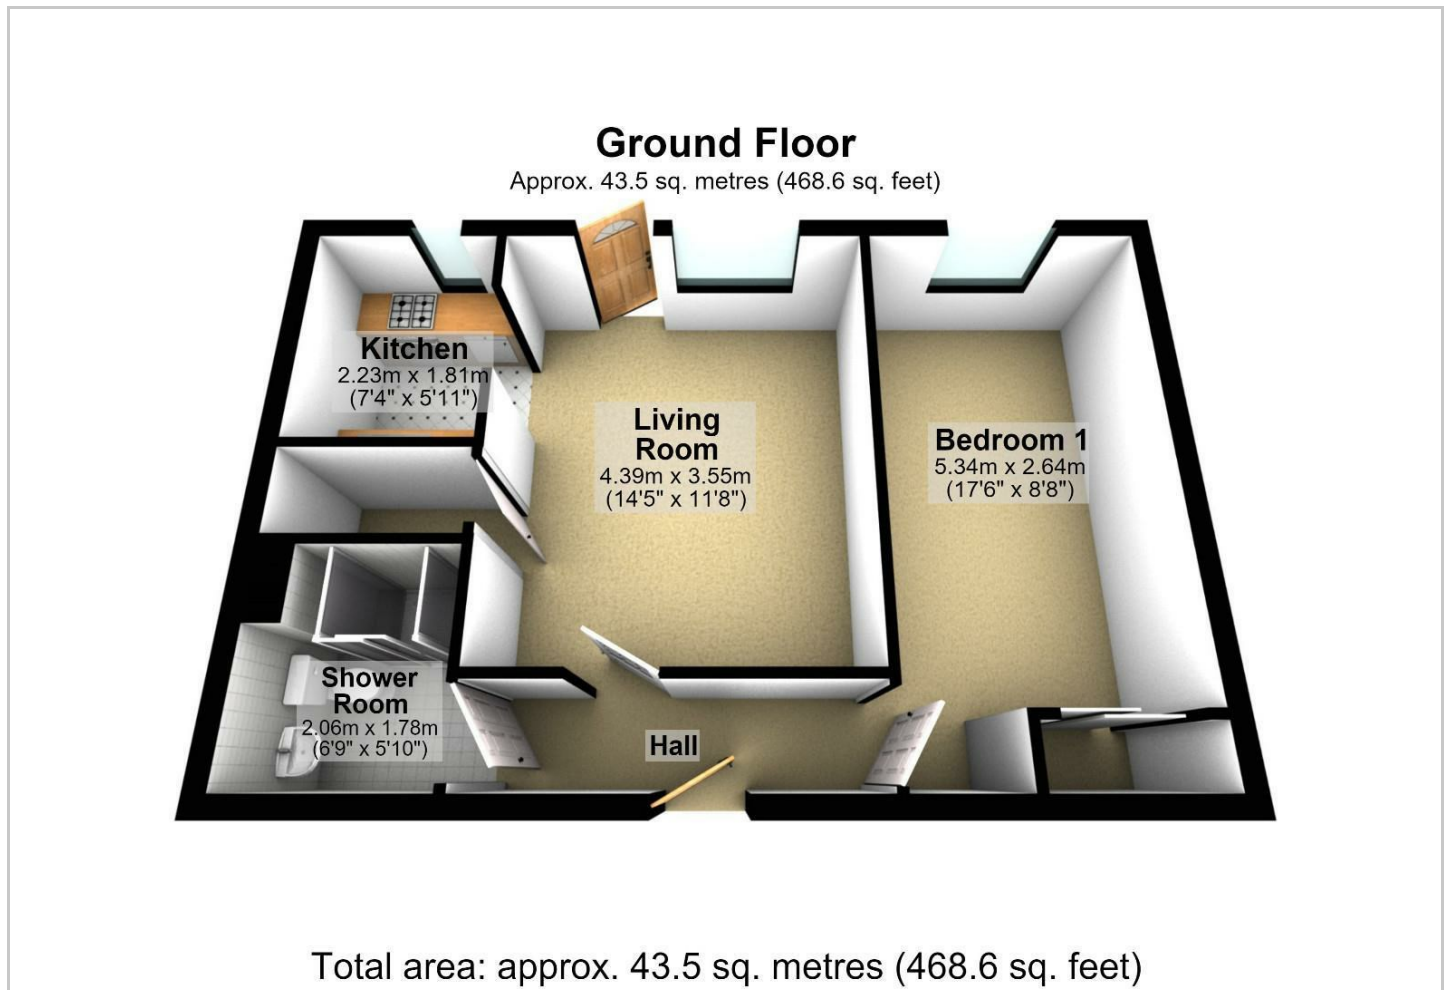 Ground Floor
Approx. 43.5 sq. metres (468.6 sq. feet)
Kitchen
2.23m x 1.81m
(7'4" x 5'11")
Living
Room
4.39m x 3.55m
(14'5" x 11'8")
Bedroom 1
5.34m x 2.64m
(17'6" x 8'8")
Shower
Room
2.06m x 1.78m
(6'9" x 5'10")
Hall
Total area: approx. 43.5 sq. metres (468.6 sq. feet)